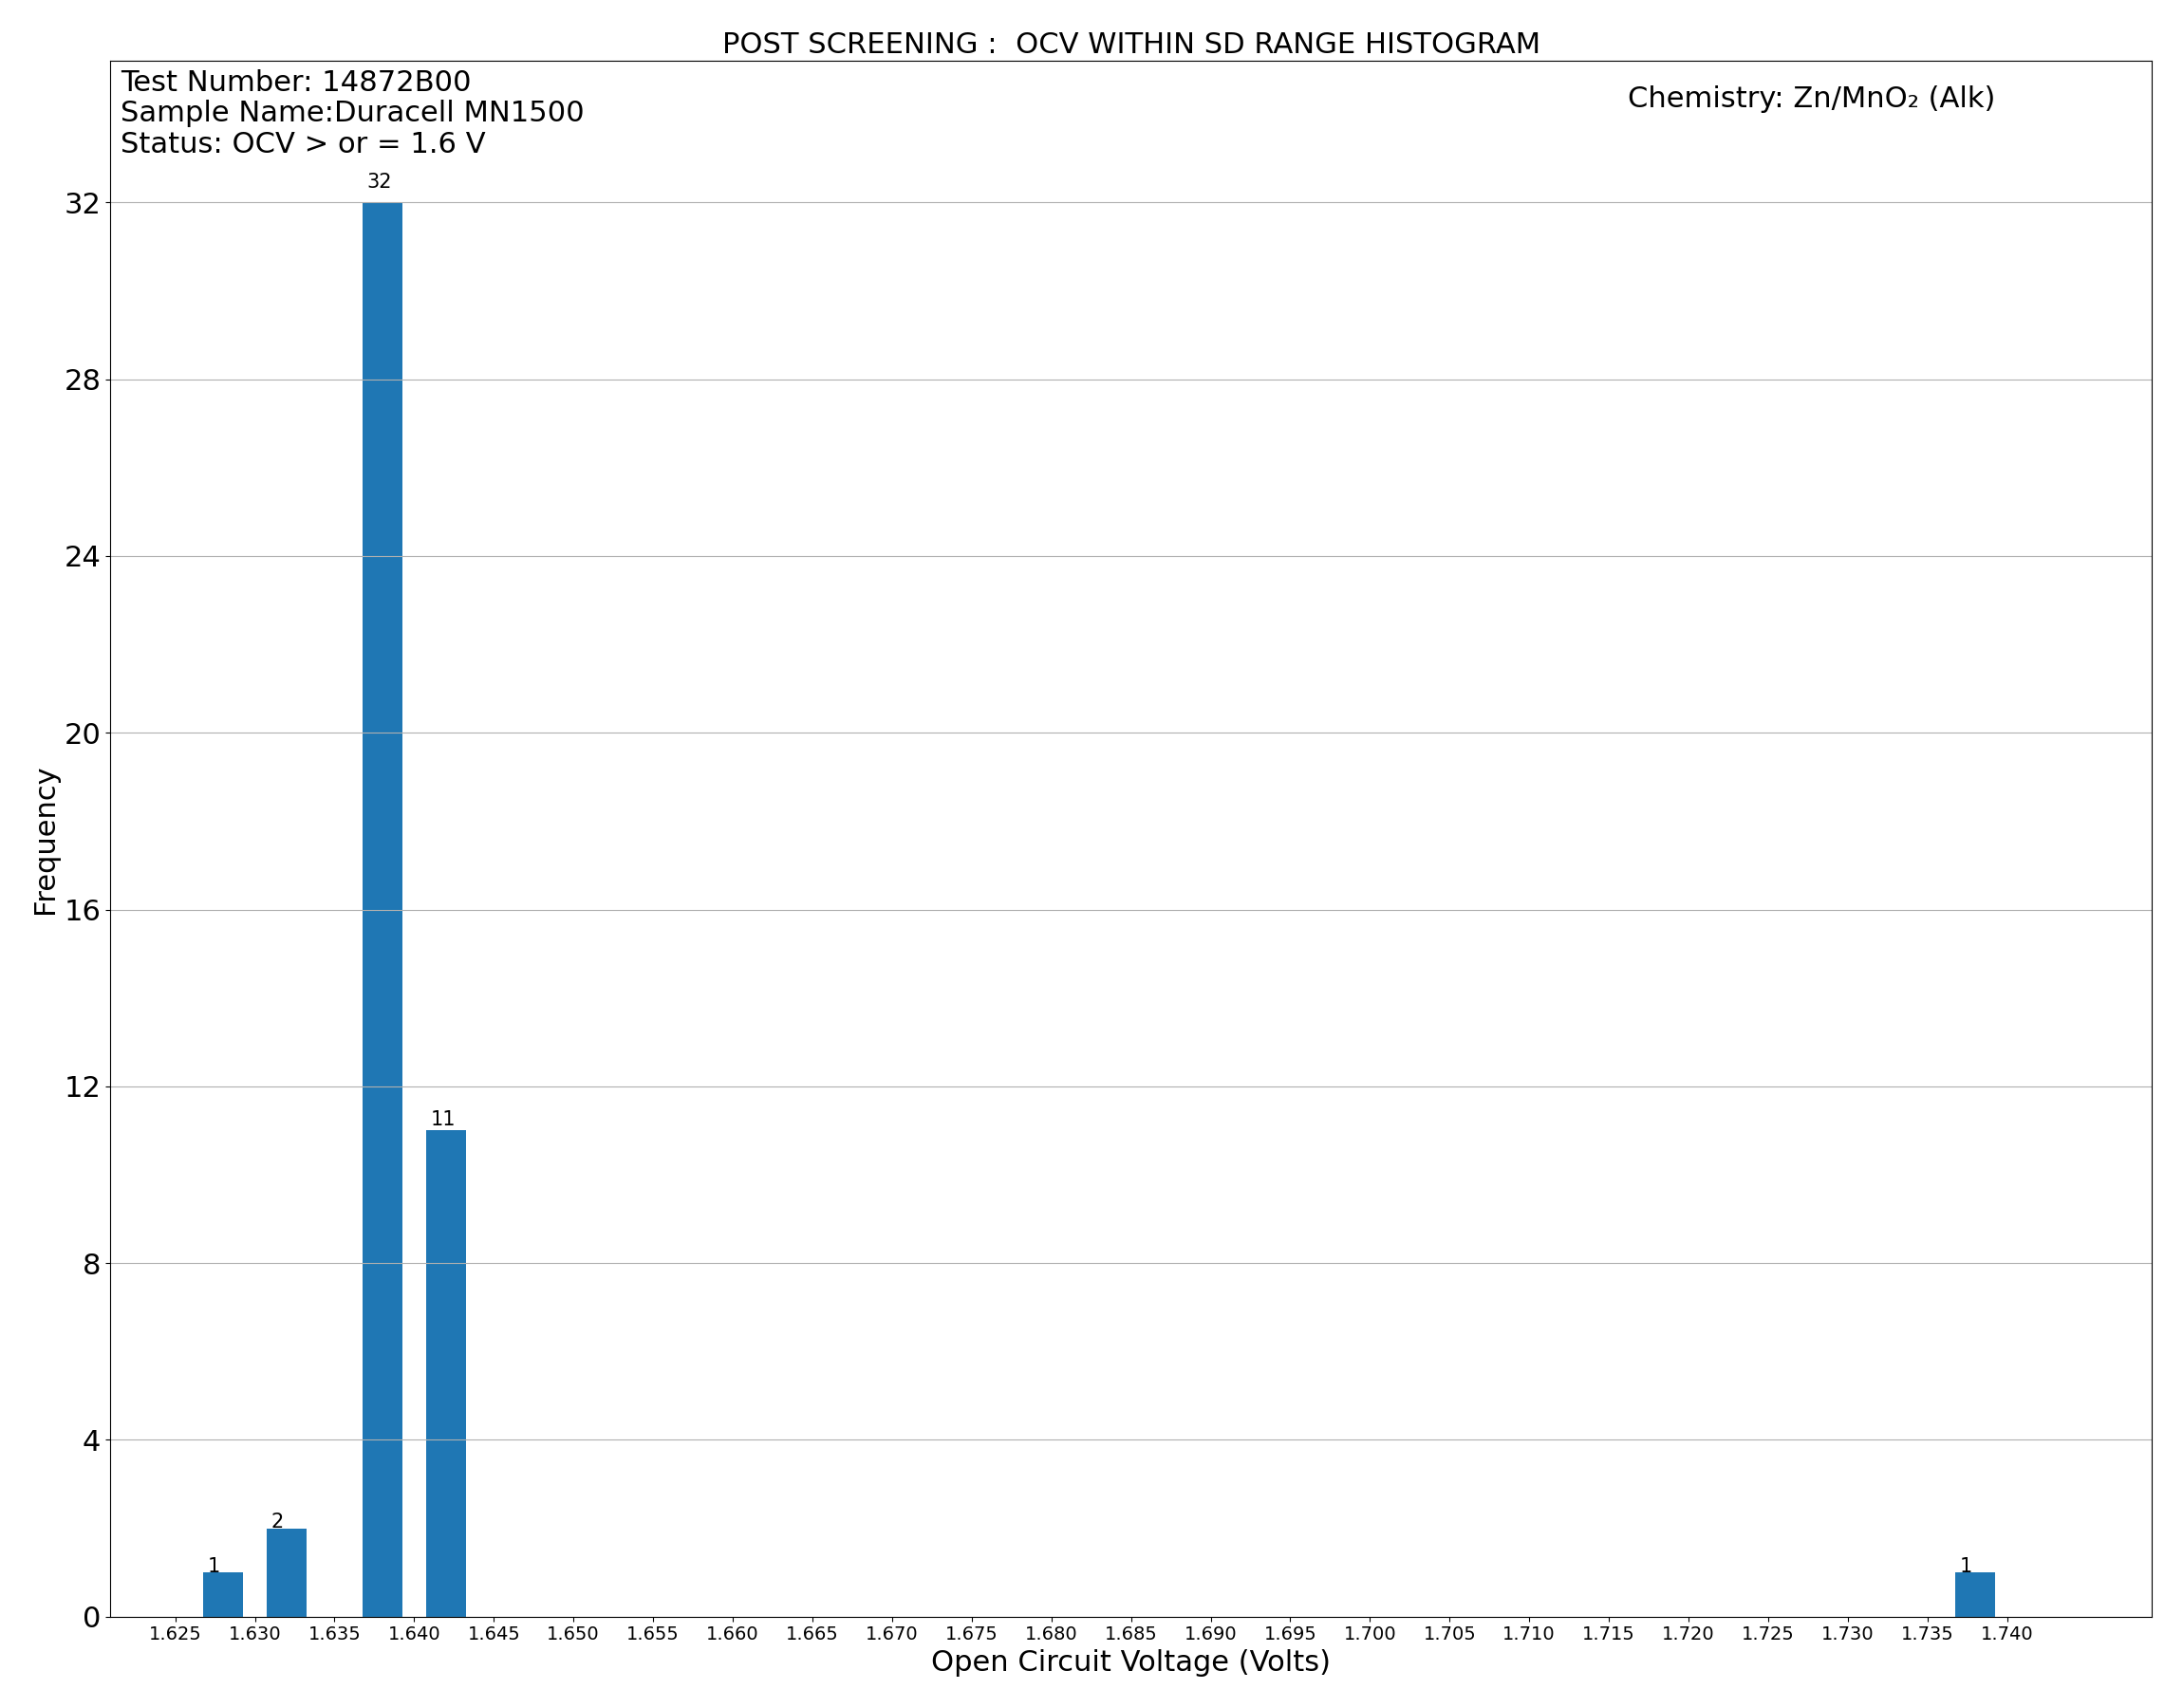 POST SCREENING :  OCV WITHIN SD RANGE HISTOGRAM
Test Number: 14872B00
Sample Name:Duracell MN1500
Status: OCV > or = 1.6 V
Chemistry: Zn/MnO₂ (Alk)
32
28
24
20
16
12
8
4
0
Frequency
1
2
32
11
1
1.625 1.630 1.635 1.640 1.645 1.650 1.655 1.660 1.665 1.670 1.675 1.680 1.685 1.690 1.695 1.700 1.705 1.710 1.715 1.720 1.725 1.730 1.735 1.740
Open Circuit Voltage (Volts)